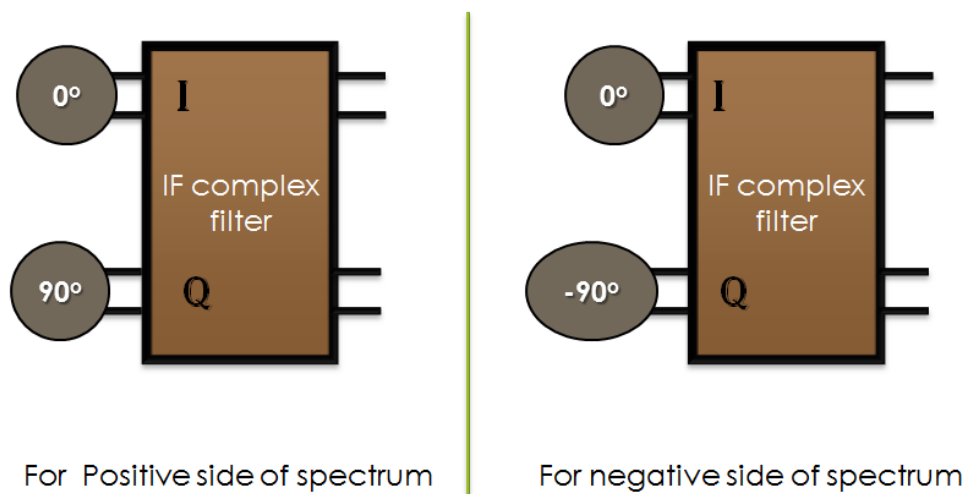 0º
I
IF complex
filter
90º
Q
For Positive side of spectrum
0º
I
IF complex
filter
-90º
Q
For negative side of spectrum